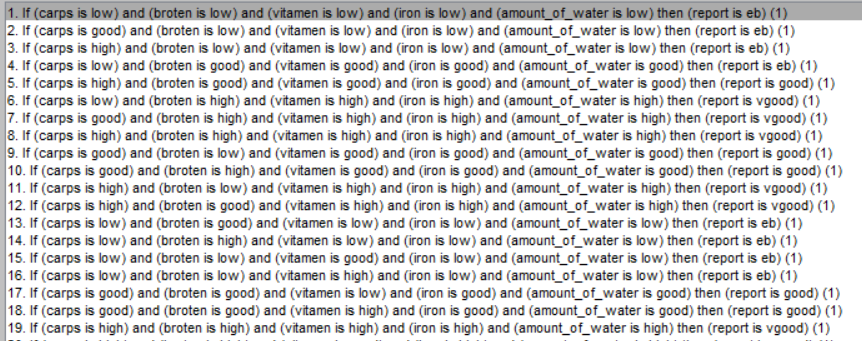 1. If (carps is low) and (broten is low) and (vitamen is low) and (iron is low) and (amount_of_water is low) then (report is eb) (1)
2. If (carps is good) and (broten is low) and (vitamen is low) and (iron is low) and (amount_of_water is low) then (report is eb) (1)
3. If (carps is high) and (broten is low) and (vitamen is low) and (iron is low) and (amount_of_water is low) then (report is eb) (1)
4. If (carps is low) and (broten is good) and (vitamen is good) and (iron is good) and (amount_of_water is good) then (report is eb) (1)
5. If (carps is high) and (broten is good) and (vitamen is good) and (iron is good) and (amount_of_water is good) then (report is good) (1)
6. If (carps is low) and (broten is high) and (vitamen is high) and (iron is high) and (amount_of_water is high) then (report is vgood) (1)
7. If (carps is good) and (broten is high) and (vitamen is high) and (iron is high) and (amount_of_water is high) then (report is vgood) (1)
8. If (carps is high) and (broten is high) and (vitamen is high) and (iron is high) and (amount_of_water is high) then (report is vgood) (1)
9. If (carps is good) and (broten is low) and (vitamen is good) and (iron is good) and (amount_of_water is good) then (report is good) (1)
10. If (carps is good) and (broten is high) and (vitamen is good) and (iron is good) and (amount_of_water is good) then (report is good) (1)
11. If (carps is high) and (broten is low) and (vitamen is high) and (iron is high) and (amount_of_water is high) then (report is vgood) (1)
12. If (carps is high) and (broten is good) and (vitamen is high) and (iron is high) and (amount_of_water is high) then (report is vgood) (1)
13. If (carps is low) and (broten is good) and (vitamen is low) and (iron is low) and (amount_of_water is low) then (report is eb) (1)
14. If (carps is low) and (broten is high) and (vitamen is low) and (iron is low) and (amount_of_water is low) then (report is eb) (1)
15. If (carps is low) and (broten is low) and (vitamen is good) and (iron is low) and (amount_of_water is low) then (report is eb) (1)
16. If (carps is low) and (broten is low) and (vitamen is high) and (iron is low) and (amount_of_water is low) then (report is eb) (1)
17. If (carps is good) and (broten is good) and (vitamen is low) and (iron is good) and (amount_of_water is good) then (report is good) (1)
18. If (carps is good) and (broten is good) and (vitamen is high) and (iron is good) and (amount_of_water is good) then (report is good) (1)
19. If (carps is high) and (broten is high) and (vitamen is low) and (iron is high) and (amount_of_water is high) then (report is vgood) (1)